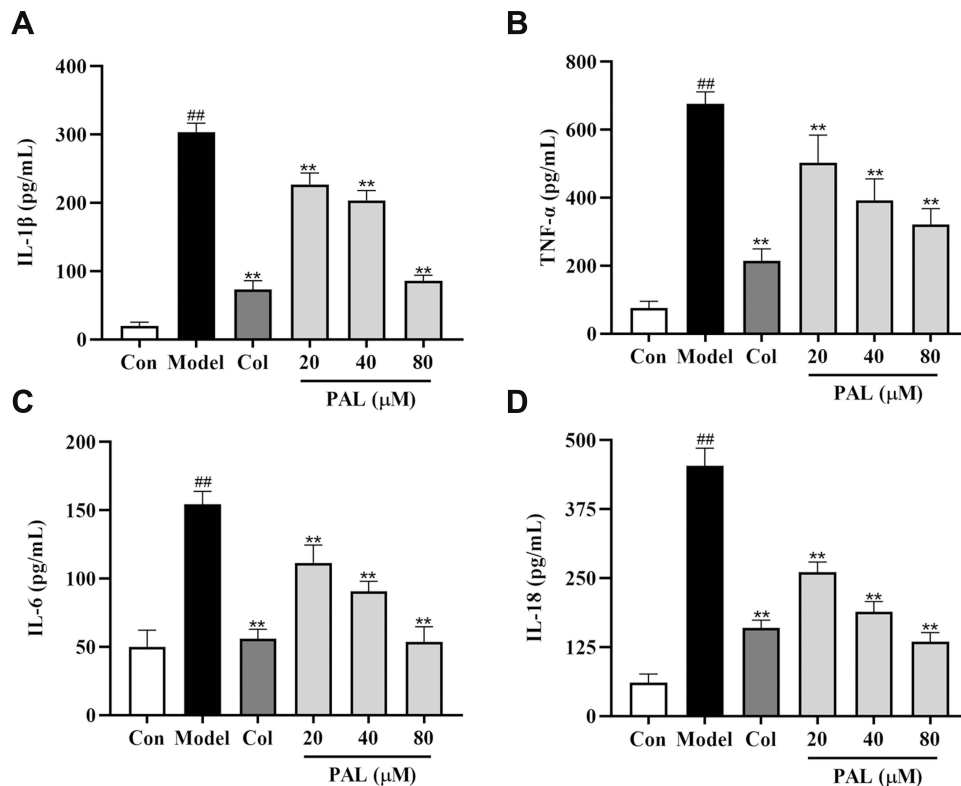 A
IL-1β (pg/mL)
400
300
200
100
0
##
**
**
**
**
Con Model Col 20 40 80
PAL (μM)
B
TNF-α (pg/mL)
800
600
400
200
0
##
**
**
**
**
Con Model Col 20 40 80
PAL (μM)
C
IL-6 (pg/mL)
200
150
100
50
0
##
**
**
**
**
Con Model Col 20 40 80
PAL (μM)
D
IL-18 (pg/mL)
500
375
250
125
0
##
**
**
**
**
Con Model Col 20 40 80
PAL (μM)